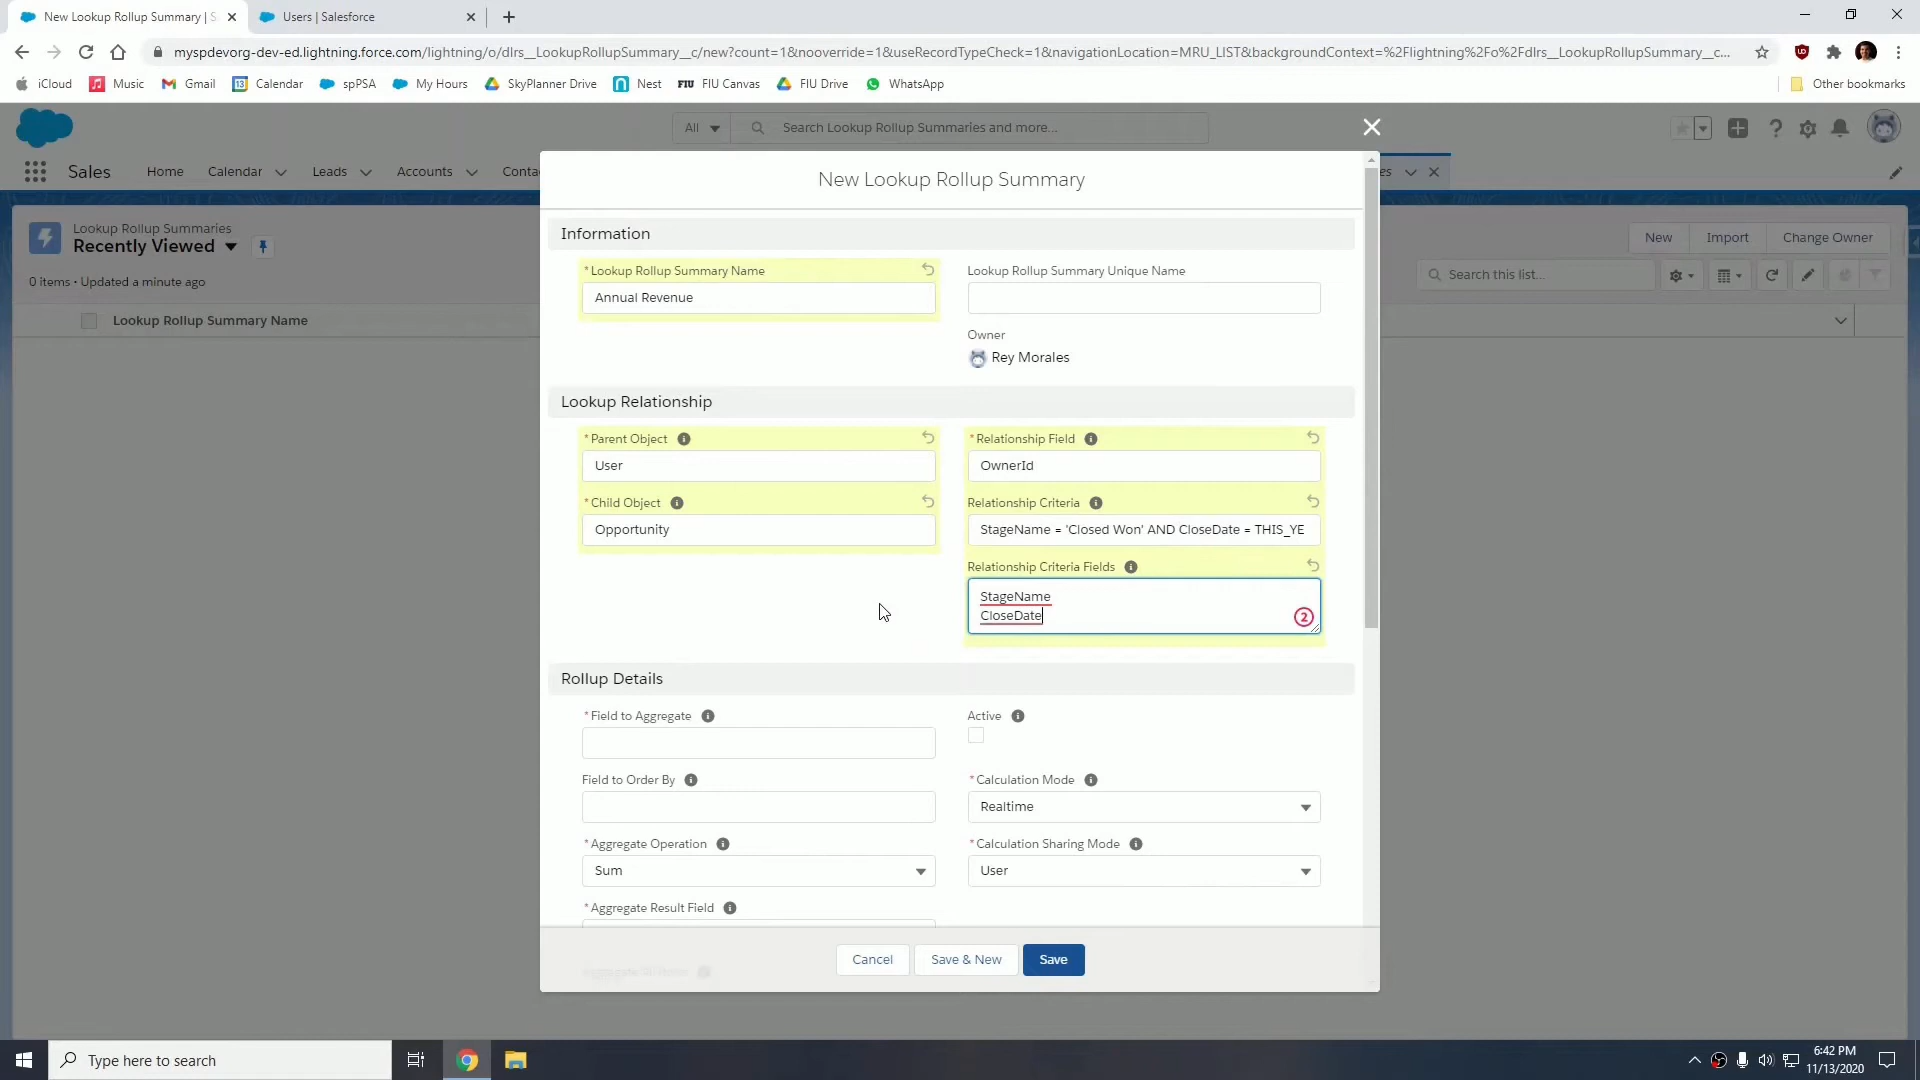 New Lookup Rollup Summary | S
Users | Salesforce
myspdevorg-dev-ed.lightning.force.com/lightning/o/dlrs__LookupRollupSummary__c/new?count=1&nooverride=1&useRecordTypeCheck=1&navigationLocation=MRU_LIST&backgroundContext=%2Flightning%2Fo%2Fdlrs__LookupRollupSummary__c...
iCloud Music Gmail Calendar spPSA My Hours SkyPlanner Drive Nest FIU Canvas FIU Drive WhatsApp Other bookmarks
All Search Lookup Rollup Summaries and more...
Sales Home Calendar Leads Accounts Conta es
New Lookup Rollup Summary
Lookup Rollup Summaries
Recently Viewed
New Import Change Owner
0 items • Updated a minute ago
Search this list...
Lookup Rollup Summary Name
Information
*Lookup Rollup Summary Name
Annual Revenue
Lookup Rollup Summary Unique Name
Owner
Rey Morales
Lookup Relationship
*Parent Object
User
*Relationship Field
OwnerId
*Child Object
Opportunity
Relationship Criteria
StageName = 'Closed Won' AND CloseDate = THIS_YE
Relationship Criteria Fields
StageName
CloseDate
2
Rollup Details
*Field to Aggregate
Active
Field to Order By
*Calculation Mode
Realtime
*Aggregate Operation
Sum
*Calculation Sharing Mode
User
*Aggregate Result Field
Aggregate All Rows
Cancel Save & New Save
Type here to search
6:42 PM
11/13/2020